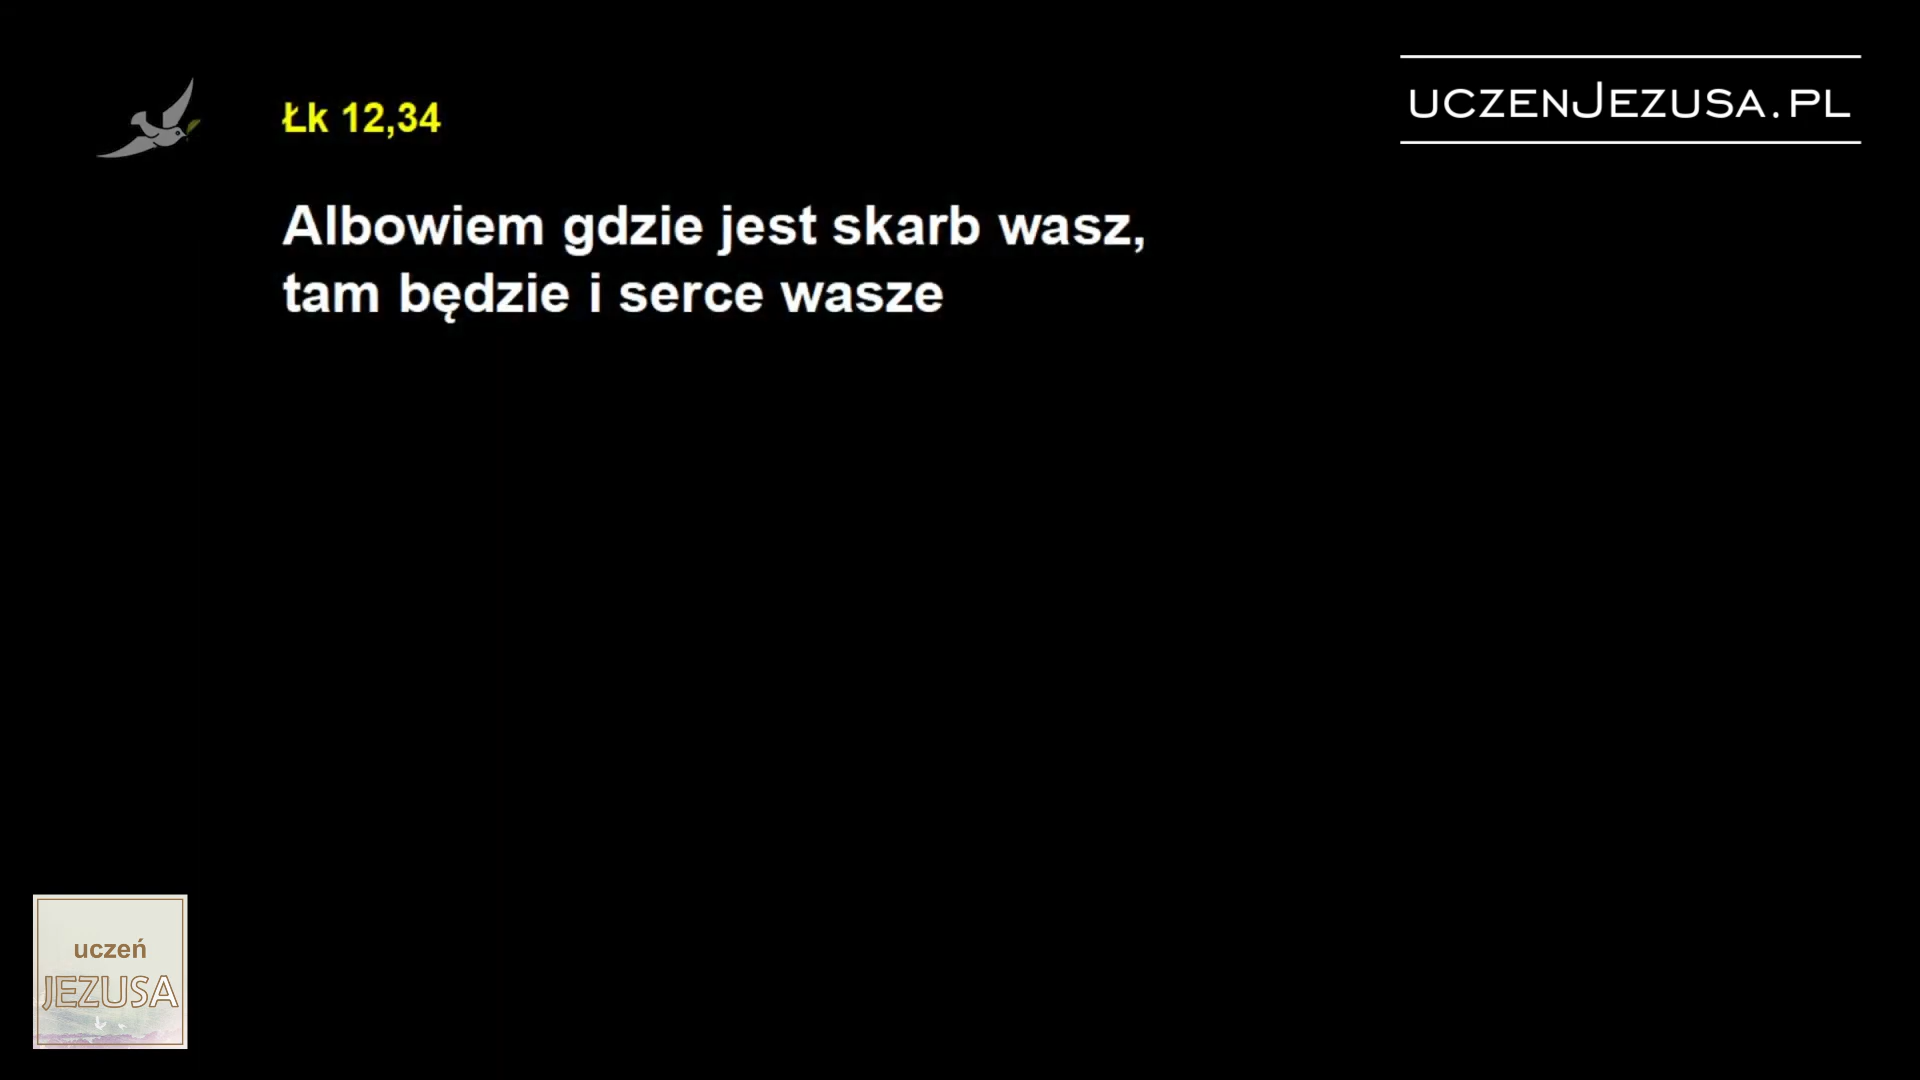 Łk 12,34
UCZENJEZUSA.PL
Albowiem gdzie jest skarb wasz,
tam będzie i serce wasze
uczeń
JEZUSA